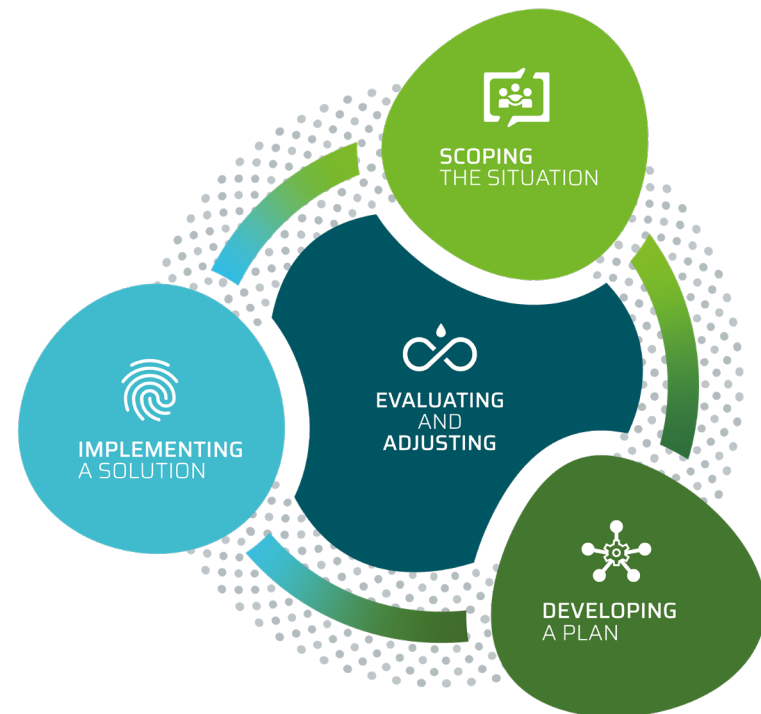 SCOPING
THE SITUATION
EVALUATING
AND
ADJUSTING
IMPLEMENTING
A SOLUTION
DEVELOPING
A PLAN